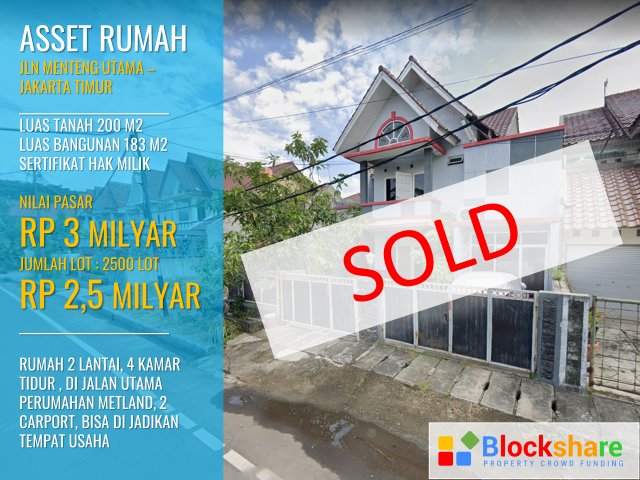 ASSET RUMAH
JLN MENTENG UTAMA –
JAKARTA TIMUR
LUAS TANAH 200 M2
LUAS BANGUNAN 183 M2
SERTIFIKAT HAK MILIK
NILAI PASAR
RP 3 MILYAR
JUMLAH LOT : 2500 LOT
RP 2,5 MILYAR
RUMAH 2 LANTAI, 4 KAMAR
TIDUR , DI JALAN UTAMA
PERUMAHAN METLAND, 2
CARPORT, BISA DI JADIKAN
TEMPAT USAHA
SOLD
Blockshare
PROPERTY CROWD FUNDING